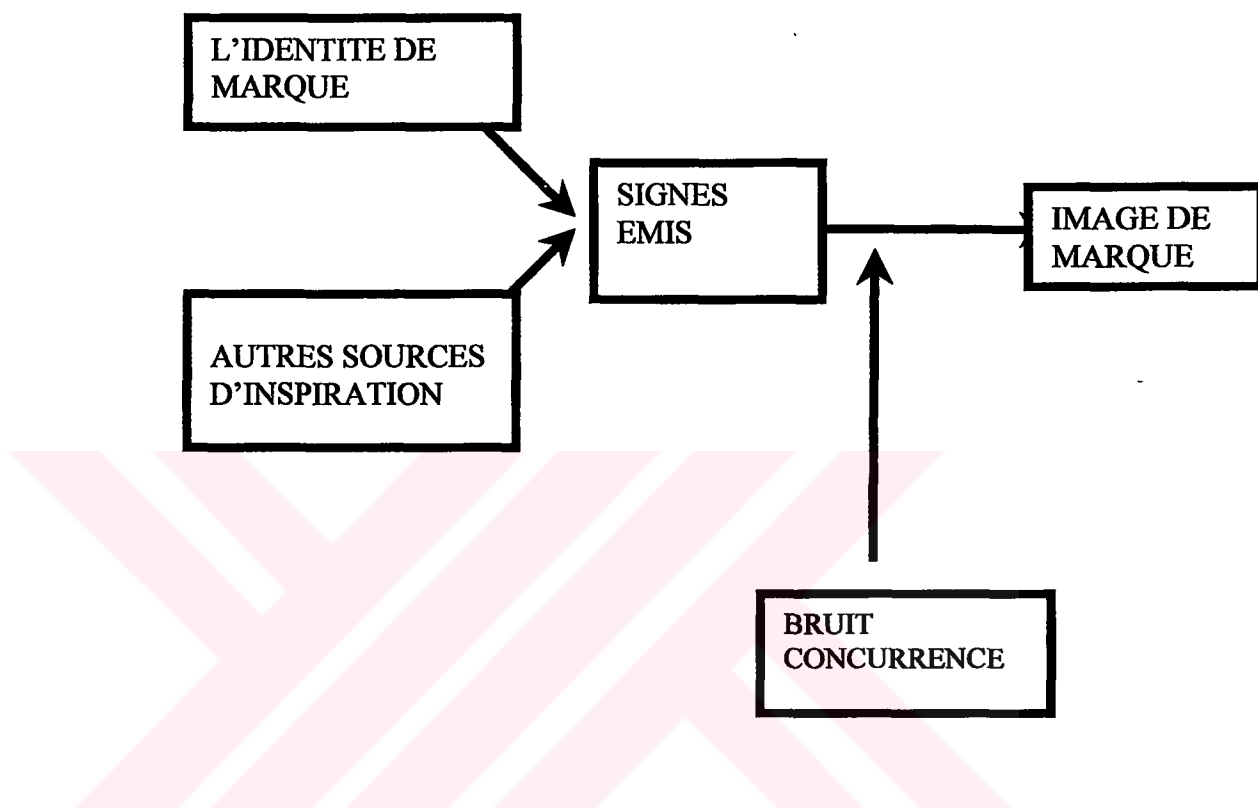 L'IDENTITE DE
MARQUE
SIGNES
EMIS
IMAGE DE
MARQUE
AUTRES SOURCES
D'INSPIRATION
BRUIT
CONCURRENCE